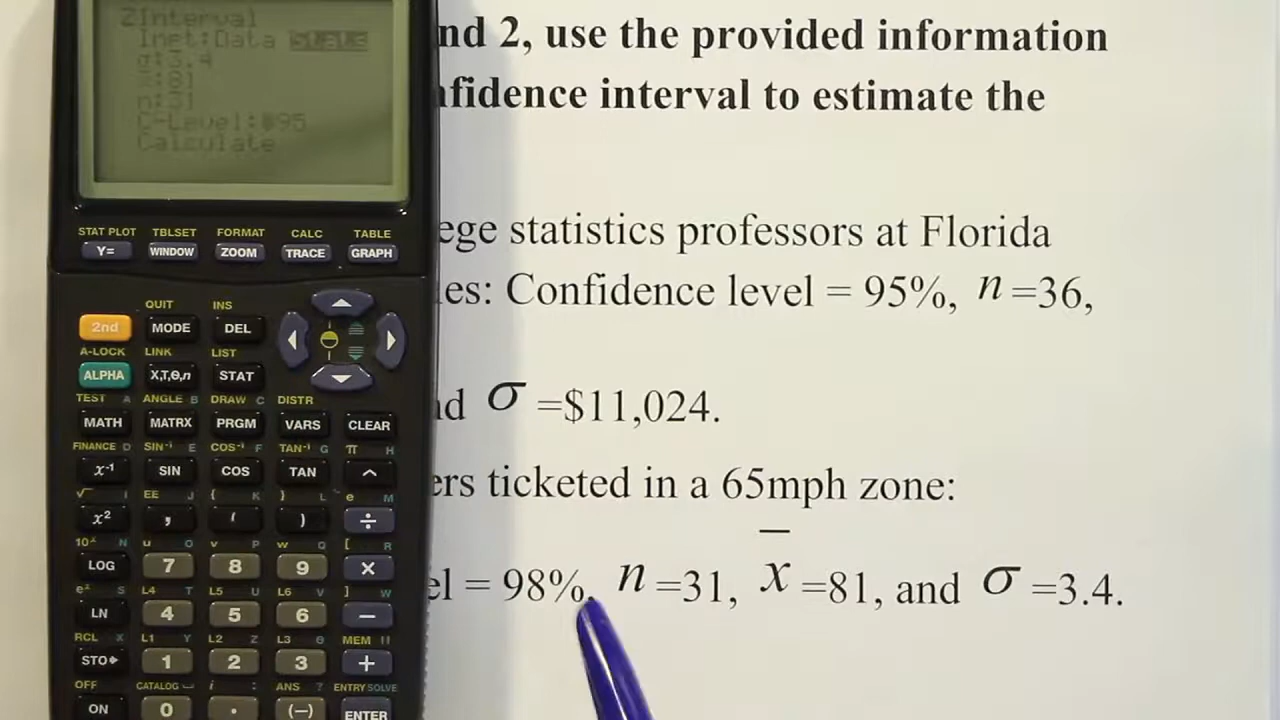 ZInterval
Inpt:Data Stats
σ:3.4
x̄:81
n:31
C-Level:.95
Calculate
nd 2, use the provided information
nfidence interval to estimate the
ege statistics professors at Florida
es: Confidence level = 95%, n =36,
nd σ =$11,024.
ers ticketed in a 65mph zone:
el = 98%, n =31, x̄ =81, and σ =3.4.
STAT PLOT TBLSET FORMAT CALC TABLE
Y= WINDOW ZOOM TRACE GRAPH
QUIT INS
2nd MODE DEL
A-LOCK LINK LIST
ALPHA X,T,Θ,n STAT
TEST A ANGLE B DRAW C DISTR
MATH MATRX PRGM VARS CLEAR
FINANCE D SIN⁻¹ E COS⁻¹ F TAN⁻¹ G π H
x⁻¹ SIN COS TAN ^
√ I EE J { K } L e M
x² , ( ) ÷
10ˣ N u O v P w Q [ R
LOG 7 8 9 ×
eˣ S L4 T L5 U L6 V ] W
LN 4 5 6 −
RCL X L1 Y L2 Z L3 θ MEM "
STO▸ 1 2 3 +
OFF CATALOG i : ANS ? ENTRY SOLVE
ON 0 . (−) ENTER